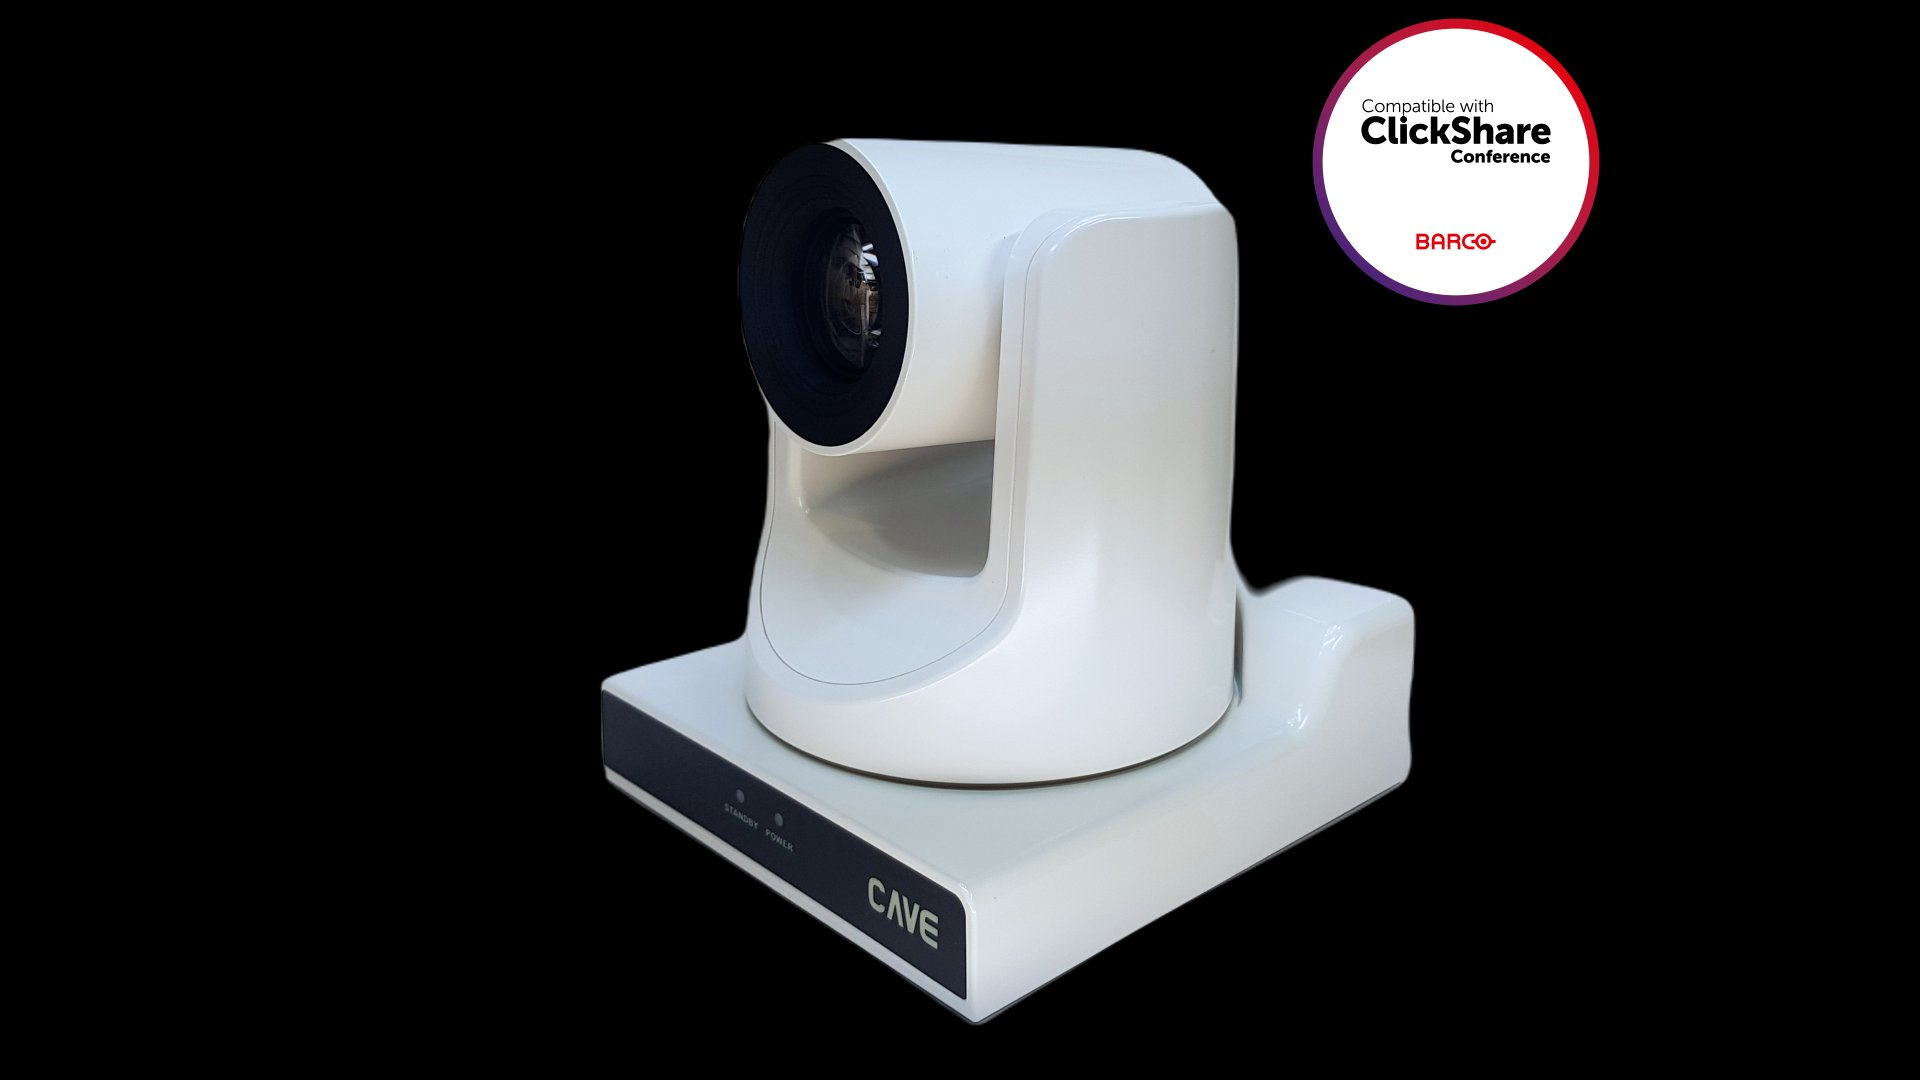 Compatible with
ClickShare
Conference
BARCO
STANDBY POWER
CAVE